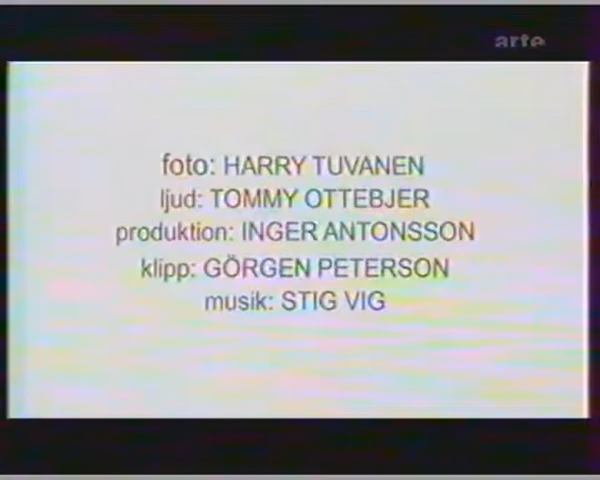 arte
foto: HARRY TUVANEN
ljud: TOMMY OTTEBJER
produktion: INGER ANTONSSON
klipp: GÖRGEN PETERSON
musik: STIG VIG